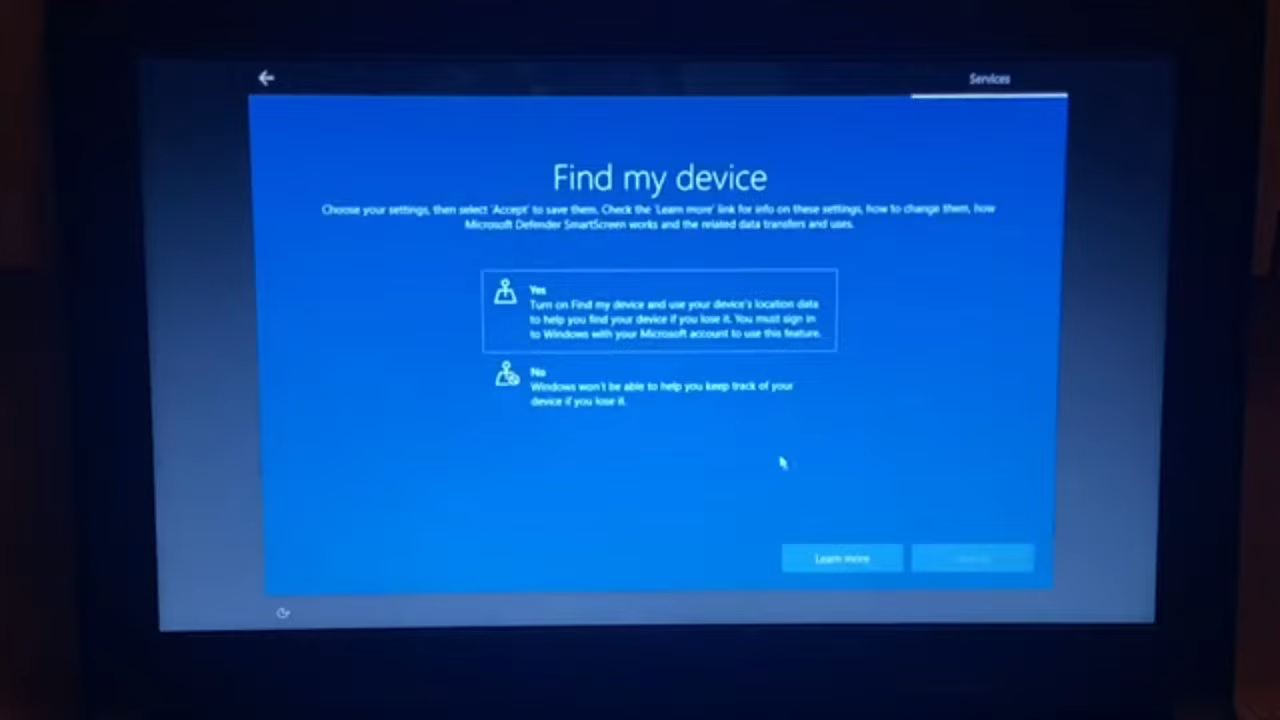 Services
Find my device
Choose your settings, then select 'Accept' to save them. Check the 'Learn more' link for info on these settings, how to change them, how
Microsoft Defender SmartScreen works and the related data transfers and uses.
Yes
Turn on Find my device and use your device's location data
to help you find your device if you lose it. You must sign in
to Windows with your Microsoft account to use this feature.
No
Windows won't be able to help you keep track of your
device if you lose it.
Learn more